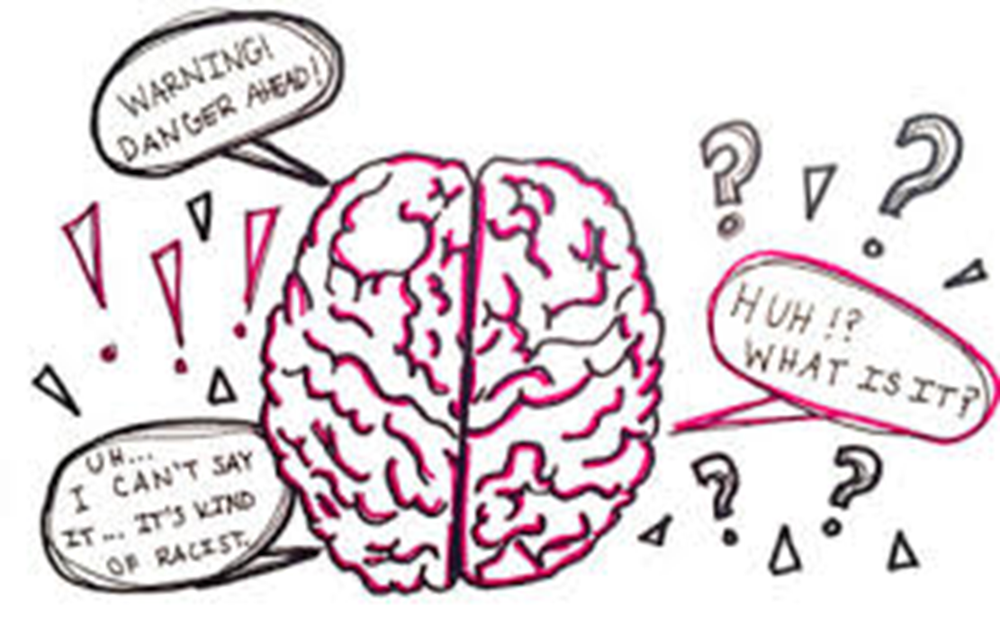 WARNING!
DANGER AHEAD!
HUH !?
WHAT IS IT?
UH...
I CAN'T SAY
IT... IT'S KIND
OF RACIST.